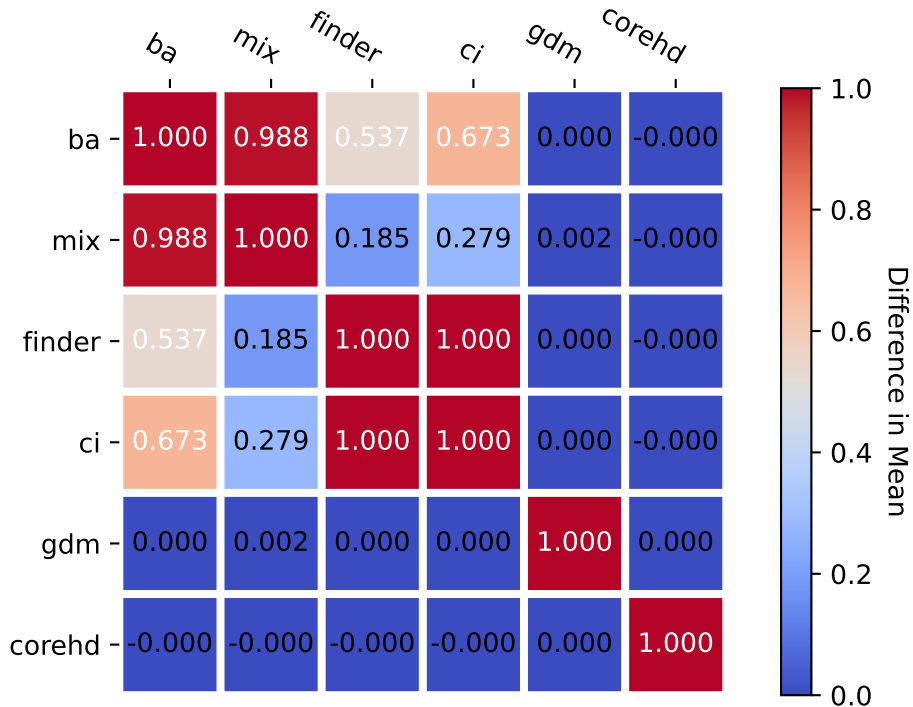 ba mix finder ci gdm corehd
ba 1.000 0.988 0.537 0.673 0.000 -0.000
mix 0.988 1.000 0.185 0.279 0.002 -0.000
finder 0.537 0.185 1.000 1.000 0.000 -0.000
ci 0.673 0.279 1.000 1.000 0.000 -0.000
gdm 0.000 0.002 0.000 0.000 1.000 0.000
corehd -0.000 -0.000 -0.000 -0.000 0.000 1.000
1.0
0.8
0.6
0.4
0.2
0.0
Difference in Mean